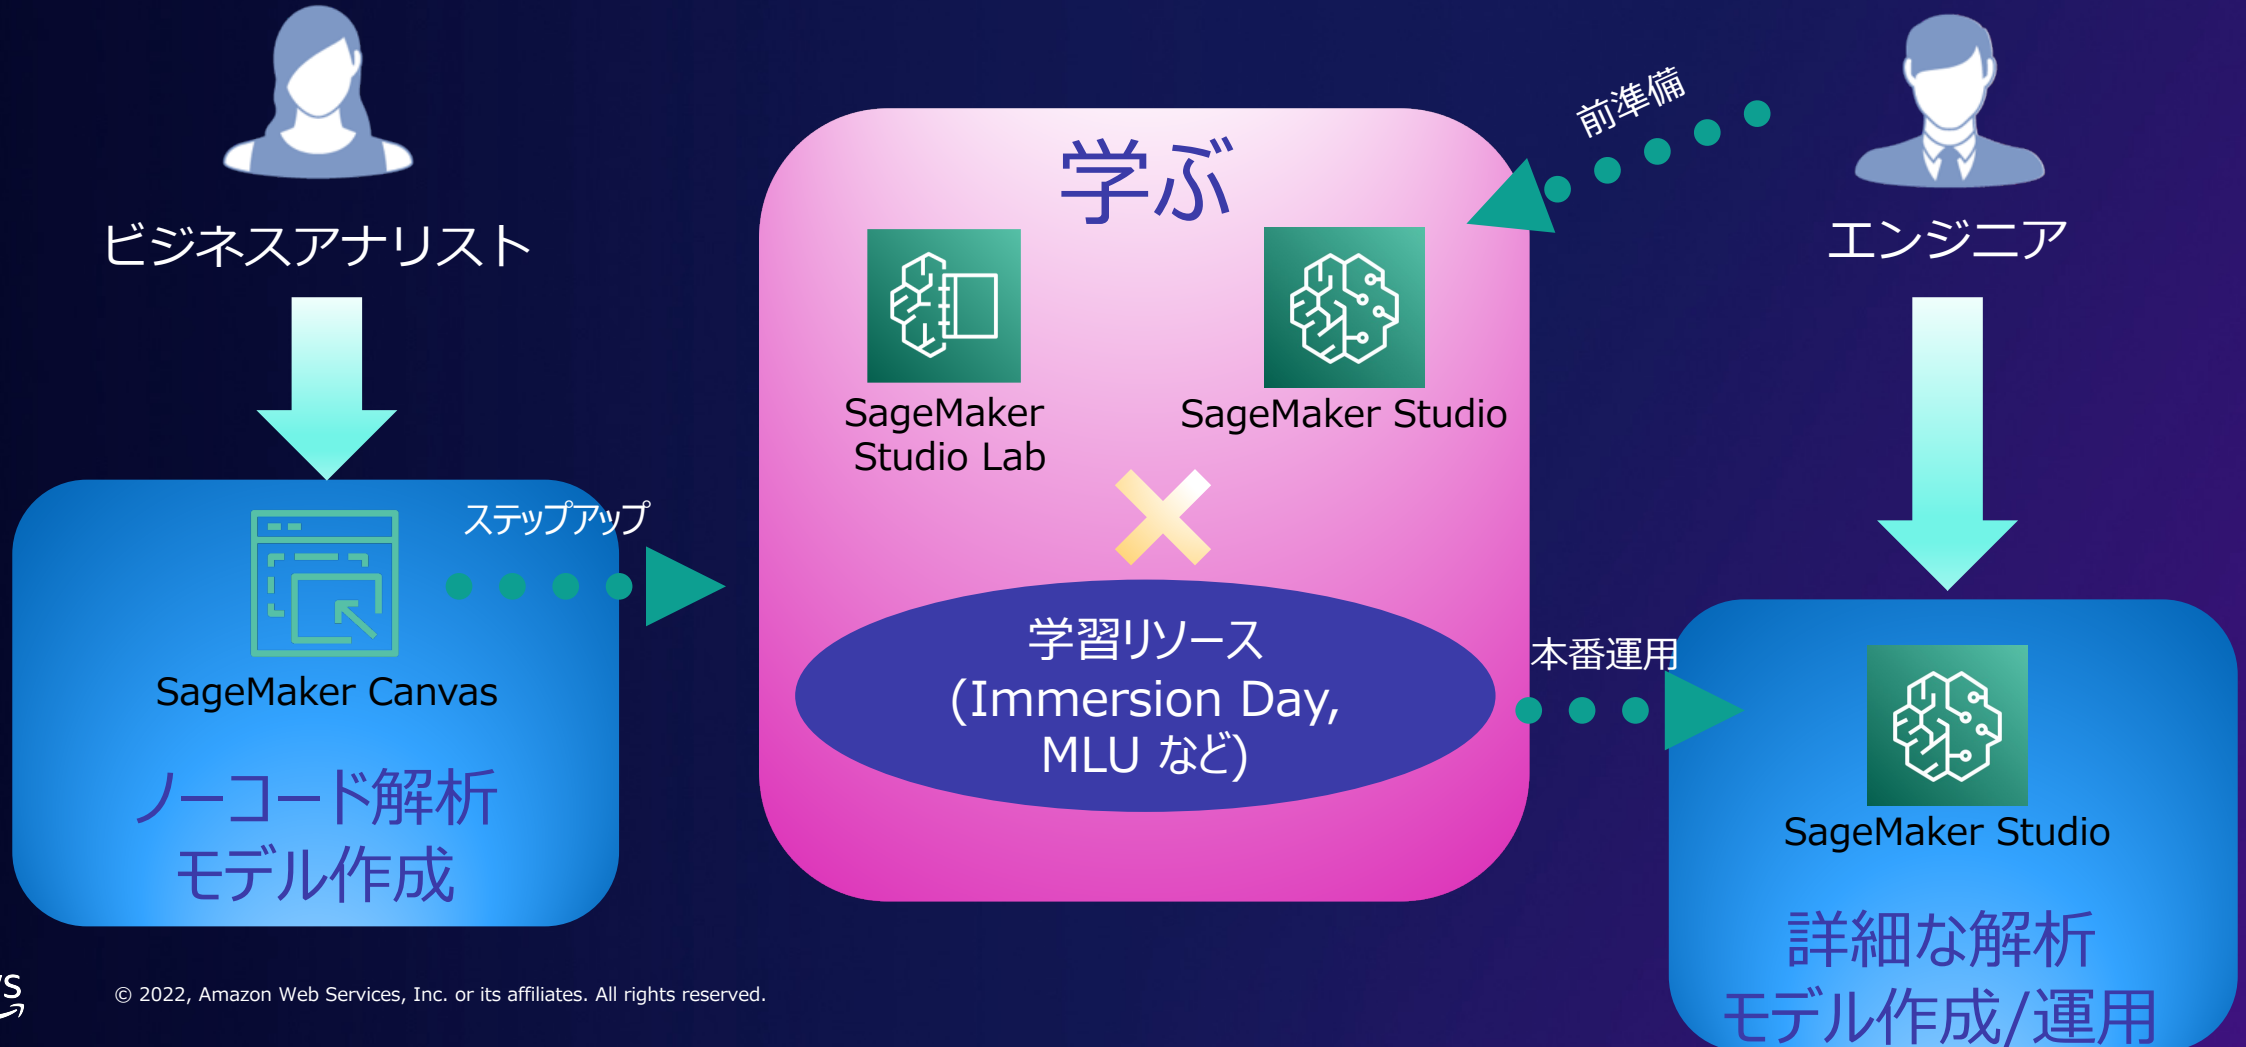 ビジネスアナリスト
SageMaker Canvas
ノーコード解析
モデル作成
ステップアップ
学ぶ
SageMaker
Studio Lab
SageMaker Studio
学習リソース
(Immersion Day,
MLU など)
前準備
エンジニア
本番運用
SageMaker Studio
詳細な解析
モデル作成/運用
© 2022, Amazon Web Services, Inc. or its affiliates. All rights reserved.